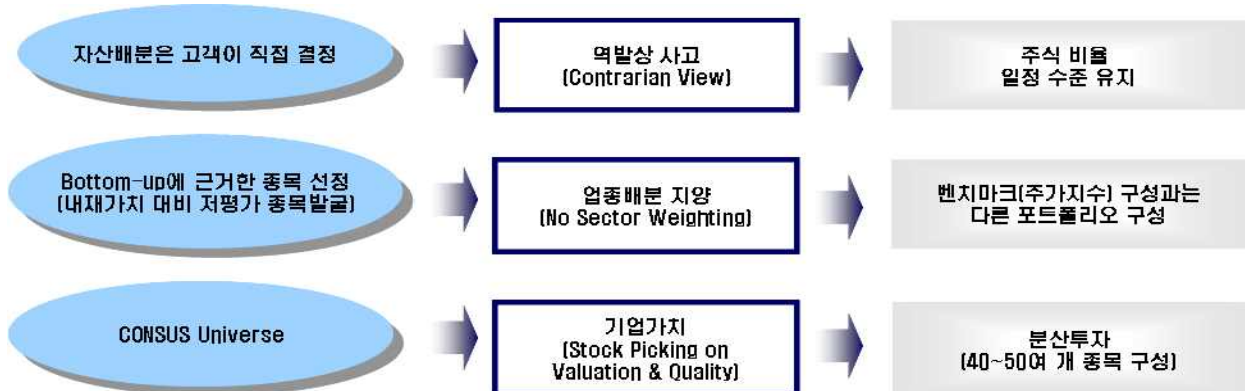 자산배분은 고객이 직접 결정
역발상 사고
(Contrarian View)
주식 비율
일정 수준 유지
Bottom-up에 근거한 종목 선정
(내재가치 대비 저평가 종목발굴)
업종배분 지양
(No Sector Weighting)
벤치마크(주가지수) 구성과는
다른 포트폴리오 구성
CONSUS Universe
기업가치
(Stock Picking on
Valuation & Quality)
분산투자
(40~50여 개 종목 구성)